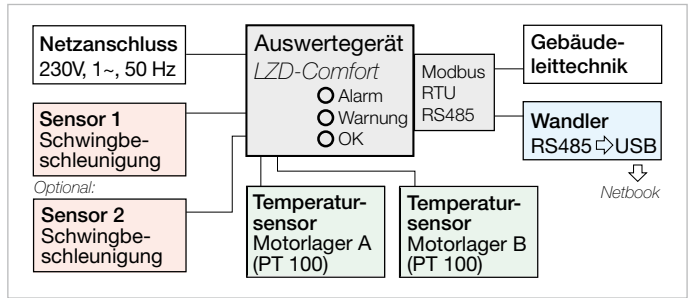 Netzanschluss
230V, 1~, 50 Hz
Sensor 1
Schwingbe-
schleunigung
Optional:
Sensor 2
Schwingbe-
schleunigung
Auswertegerät
LZD-Comfort
Alarm
Warnung
OK
Modbus
RTU
RS485
Gebäude-
leittechnik
Wandler
RS485 ⇨ USB
Netbook
Temperatur-
sensor
Motorlager A
(PT 100)
Temperatur-
sensor
Motorlager B
(PT 100)